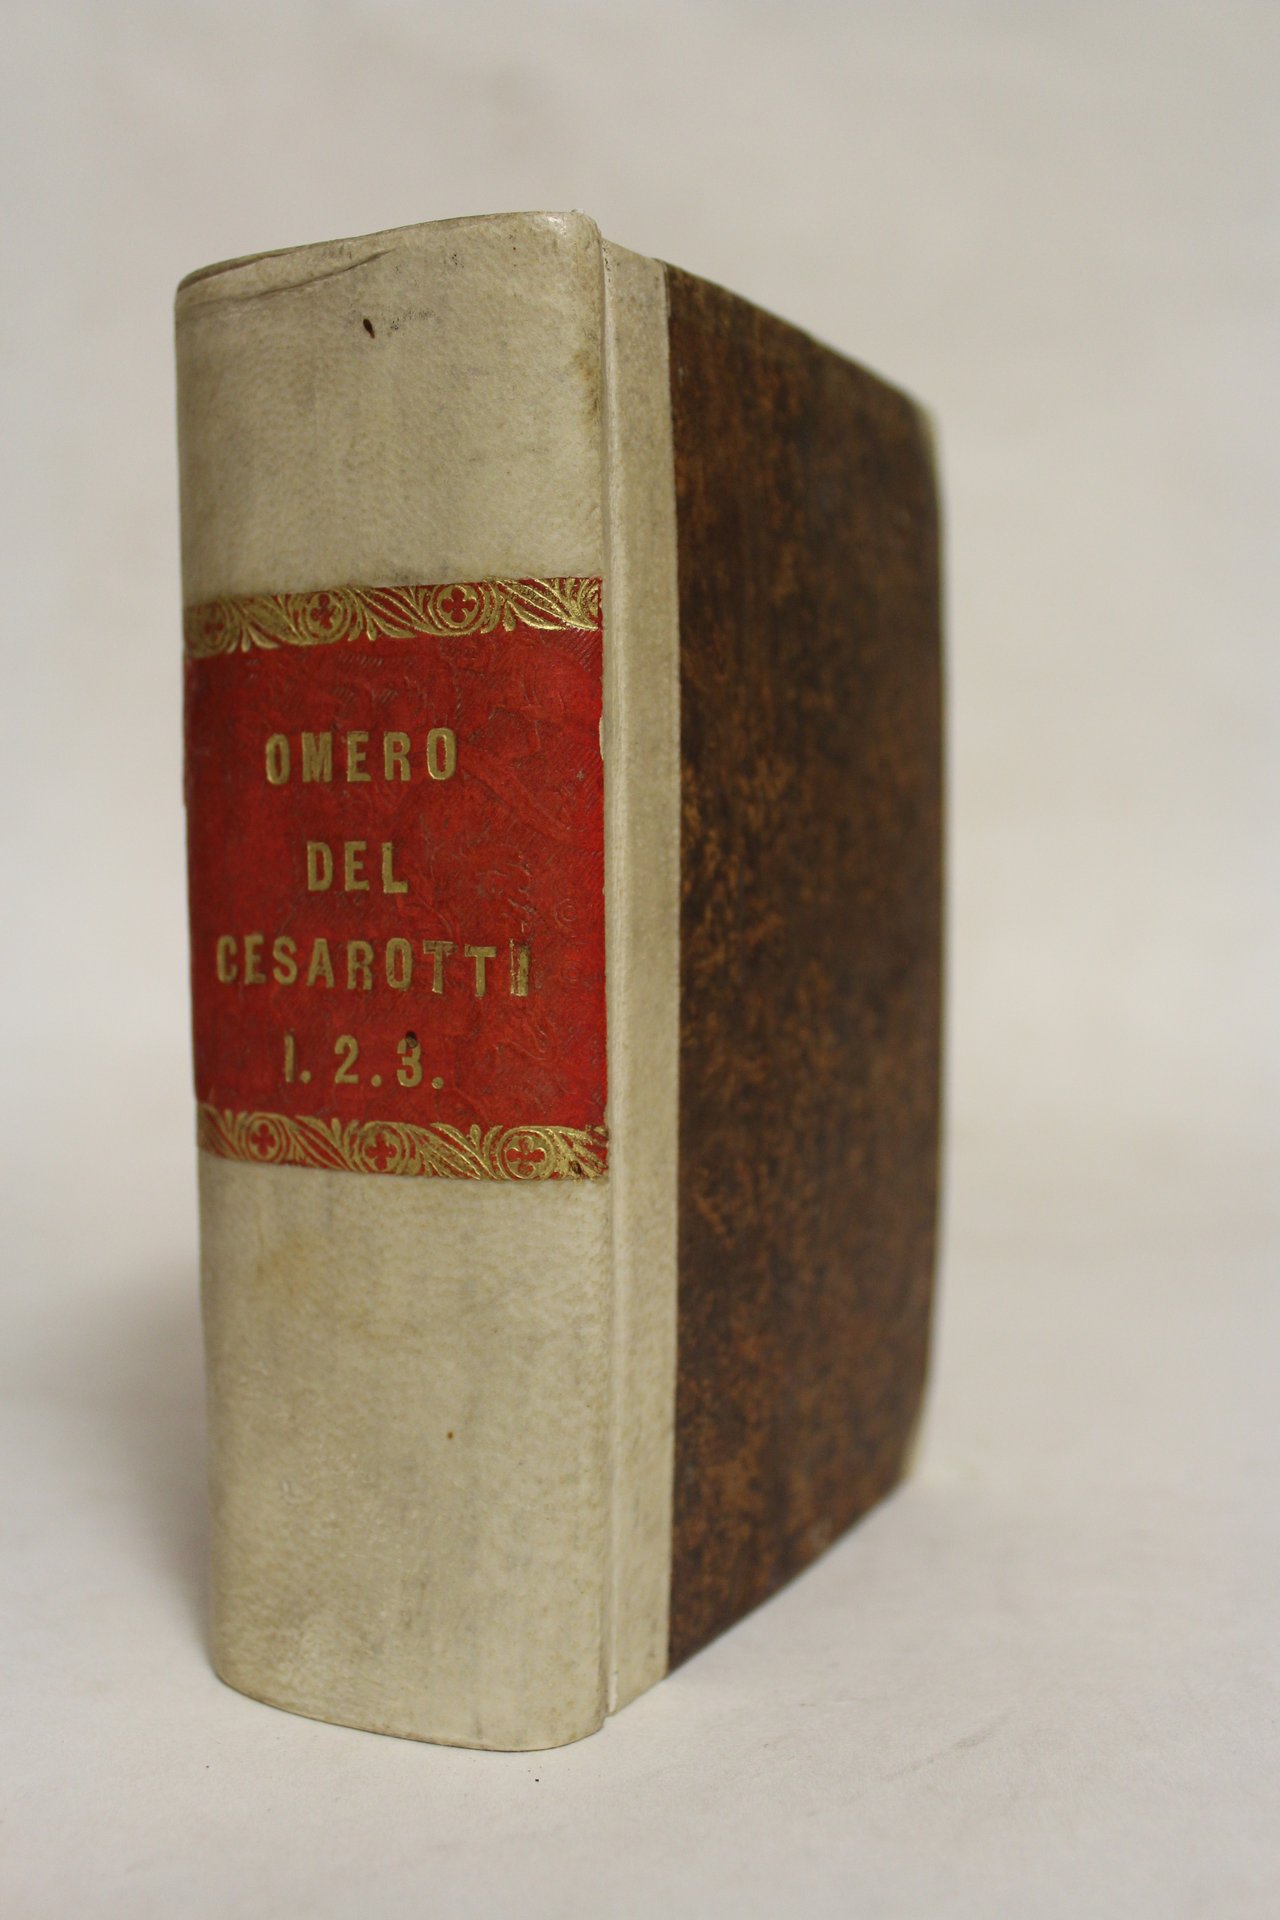 OMERO
DEL
CESAROTTI
1. 2. 3.